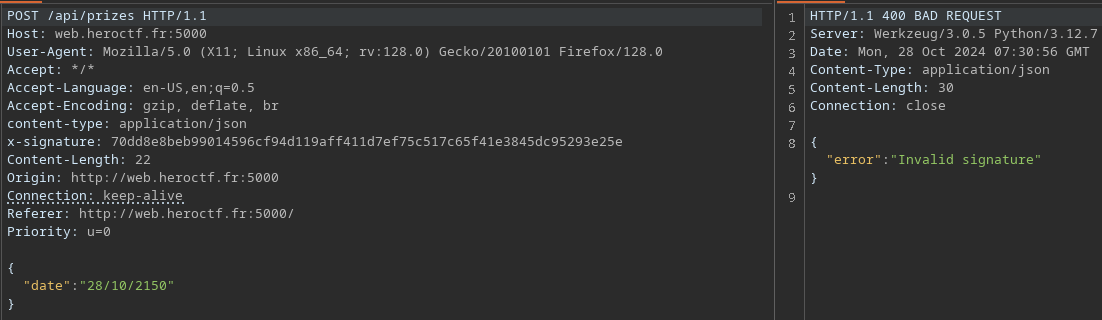 POST /api/prizes HTTP/1.1
Host: web.heroctf.fr:5000
User-Agent: Mozilla/5.0 (X11; Linux x86_64; rv:128.0) Gecko/20100101 Firefox/128.0
Accept: */*
Accept-Language: en-US,en;q=0.5
Accept-Encoding: gzip, deflate, br
content-type: application/json
x-signature: 70dd8e8beb99014596cf94d119aff411d7ef75c517c65f41e3845dc95293e25e
Content-Length: 22
Origin: http://web.heroctf.fr:5000
Connection: keep-alive
Referer: http://web.heroctf.fr:5000/
Priority: u=0
{
"date":"28/10/2150"
}
1 HTTP/1.1 400 BAD REQUEST
2 Server: Werkzeug/3.0.5 Python/3.12.7
3 Date: Mon, 28 Oct 2024 07:30:56 GMT
4 Content-Type: application/json
5 Content-Length: 30
6 Connection: close
7
8 {
"error":"Invalid signature"
}
9